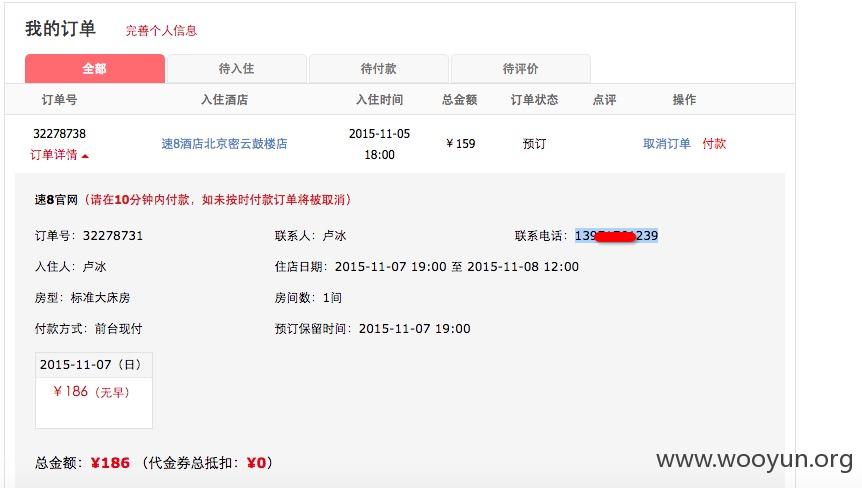 我的订单 完善个人信息
全部 待入住 待付款 待评价
订单号 入住酒店 入住时间 总金额 订单状态 点评 操作
32278738 速8酒店北京密云鼓楼店 2015-11-05 ￥159 预订 取消订单 付款
订单详情 18:00
速8官网（请在10分钟内付款，如未按时付款订单将被取消）
订单号：32278731 联系人：卢冰 联系电话：139 239
入住人：卢冰 住店日期：2015-11-07 19:00 至 2015-11-08 12:00
房型：标准大床房 房间数：1间
付款方式：前台现付 预订保留时间：2015-11-07 19:00
2015-11-07（日）
￥186（无早）
总金额：¥186（代金券总抵扣：¥0）
www.wooyun.org